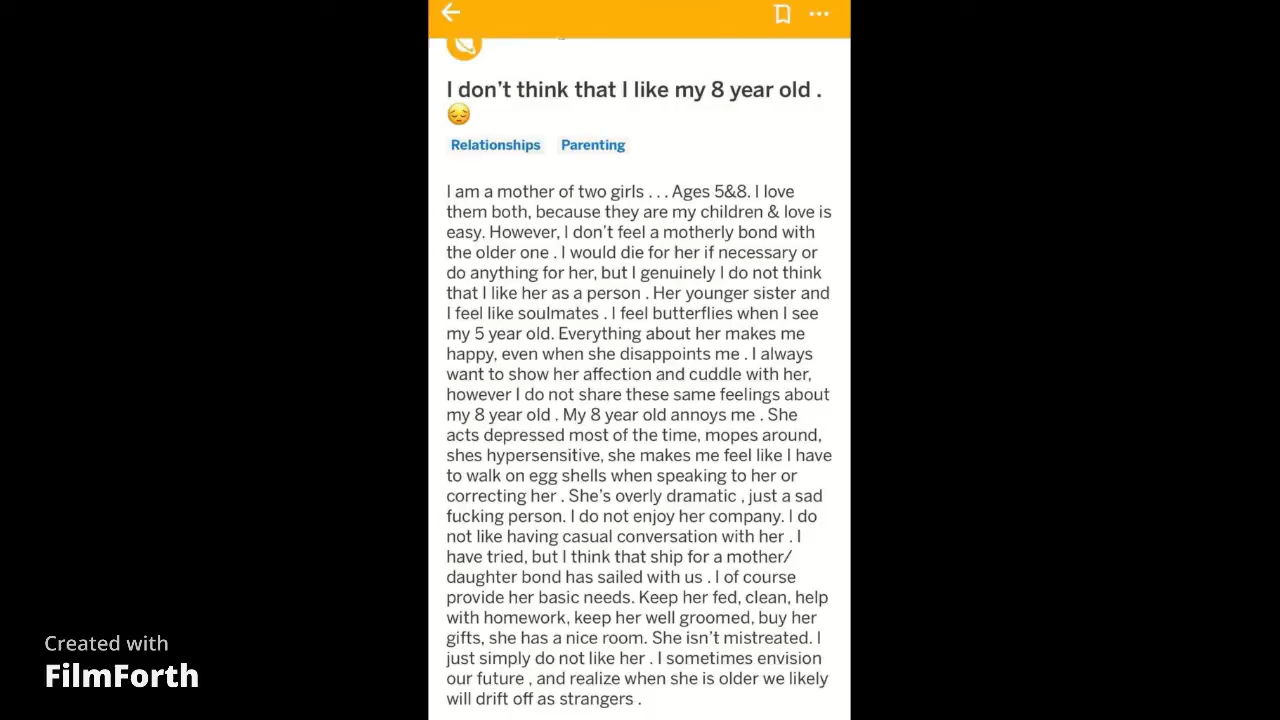 I don't think that I like my 8 year old .
😔
Relationships Parenting
I am a mother of two girls . . . Ages 5&8. I love
them both, because they are my children & love is
easy. However, I don't feel a motherly bond with
the older one . I would die for her if necessary or
do anything for her, but I genuinely I do not think
that I like her as a person . Her younger sister and
I feel like soulmates . I feel butterflies when I see
my 5 year old. Everything about her makes me
happy, even when she disappoints me . I always
want to show her affection and cuddle with her,
however I do not share these same feelings about
my 8 year old . My 8 year old annoys me . She
acts depressed most of the time, mopes around,
shes hypersensitive, she makes me feel like I have
to walk on egg shells when speaking to her or
correcting her . She's overly dramatic , just a sad
fucking person. I do not enjoy her company. I do
not like having casual conversation with her . I
have tried, but I think that ship for a mother/
daughter bond has sailed with us . I of course
provide her basic needs. Keep her fed, clean, help
with homework, keep her well groomed, buy her
gifts, she has a nice room. She isn't mistreated. I
just simply do not like her . I sometimes envision
our future , and realize when she is older we likely
will drift off as strangers .
Created with
FilmForth